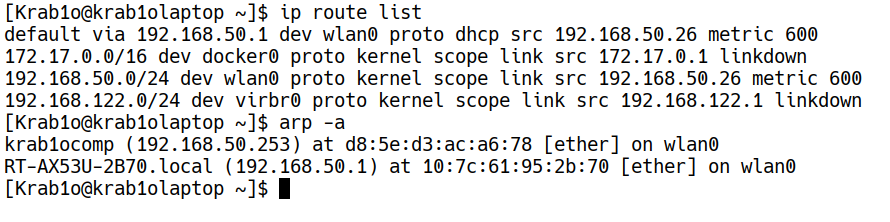 [Krab1o@krab1olaptop ~]$ ip route list
default via 192.168.50.1 dev wlan0 proto dhcp src 192.168.50.26 metric 600
172.17.0.0/16 dev docker0 proto kernel scope link src 172.17.0.1 linkdown
192.168.50.0/24 dev wlan0 proto kernel scope link src 192.168.50.26 metric 600
192.168.122.0/24 dev virbr0 proto kernel scope link src 192.168.122.1 linkdown
[Krab1o@krab1olaptop ~]$ arp -a
krab1ocomp (192.168.50.253) at d8:5e:d3:ac:a6:78 [ether] on wlan0
RT-AX53U-2B70.local (192.168.50.1) at 10:7c:61:95:2b:70 [ether] on wlan0
[Krab1o@krab1olaptop ~]$